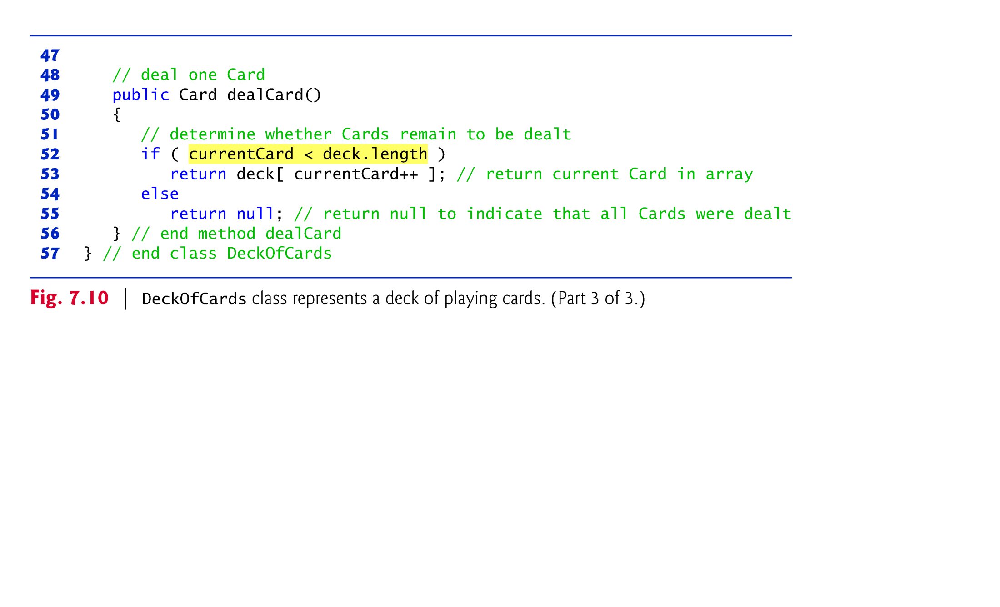 47
48 // deal one Card
49 public Card dealCard()
50 {
51 // determine whether Cards remain to be dealt
52 if ( currentCard < deck.length )
53 return deck[ currentCard++ ]; // return current Card in array
54 else
55 return null; // return null to indicate that all Cards were dealt
56 } // end method dealCard
57 } // end class DeckOfCards
Fig. 7.10 | DeckOfCards class represents a deck of playing cards. (Part 3 of 3.)